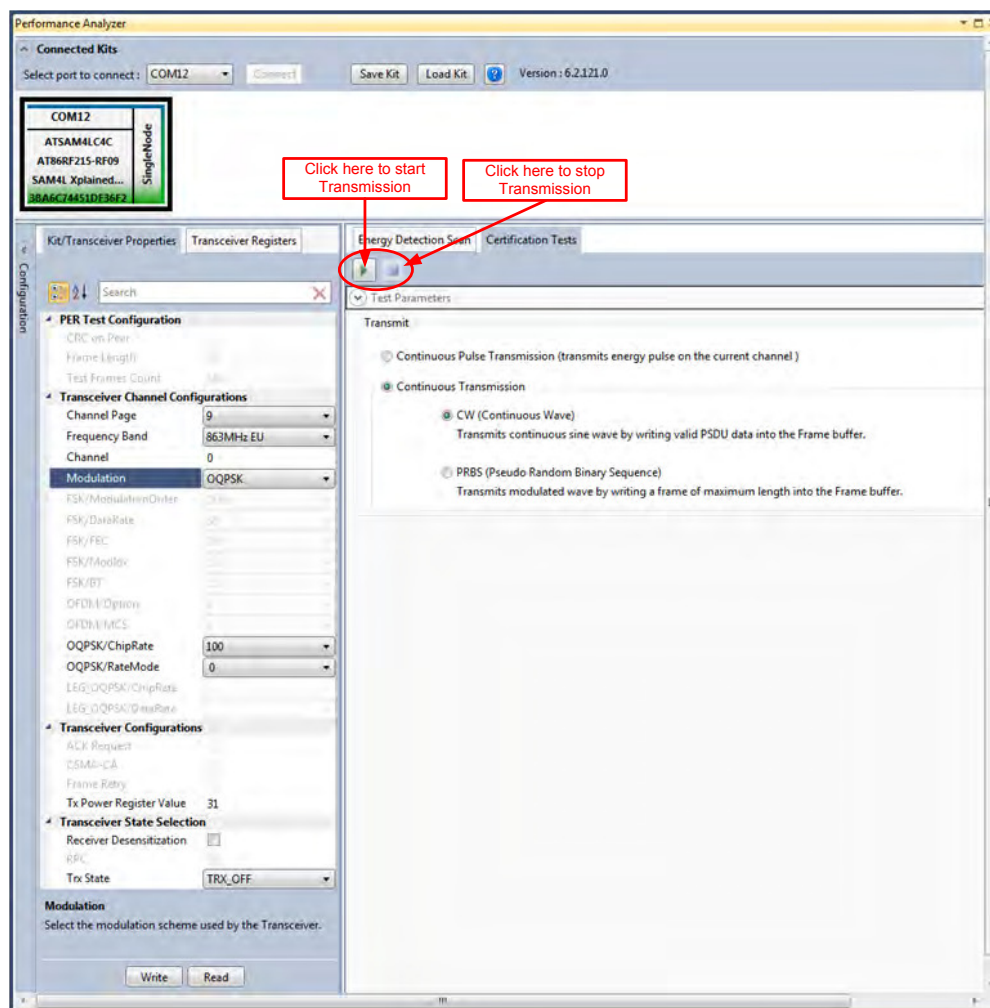 Performance Analyzer
Connected Kits
Select port to connect : COM12 Connect Save Kit Load Kit ? Version : 6.2.121.0
COM12
ATSAM4LC4C
AT86RF215-RF09
SAM4L Xplained...
3BA6C74451DE36F2
SingleNode
Click here to start
Transmission
Click here to stop
Transmission
Configuration
Kit/Transceiver Properties Transceiver Registers
Energy Detection Scan Certification Tests
Search
Test Parameters
PER Test Configuration
CRC on Peer
Frame Length
Test Frames Count
Transceiver Channel Configurations
Channel Page 9
Frequency Band 863MHz EU
Channel 0
Modulation OQPSK
FSK/ModulationOrder
FSK/DataRate
FSK/FEC
FSK/ModIdx
FSK/BT
OFDM/Option
OFDM/MCS
OQPSK/ChipRate 100
OQPSK/RateMode 0
LEG_OQPSK/ChipRate
LEG_OQPSK/DataRate
Transceiver Configurations
ACK Request
CSMA-CA
Frame Retry
Tx Power Register Value 31
Transceiver State Selection
Receiver Desensitization
RPC
Trx State TRX_OFF
Modulation
Select the modulation scheme used by the Transceiver.
Write Read
Transmit
Continuous Pulse Transmission (transmits energy pulse on the current channel )
Continuous Transmission
CW (Continuous Wave)
Transmits continuous sine wave by writing valid PSDU data into the Frame buffer.
PRBS (Pseudo Random Binary Sequence)
Transmits modulated wave by writing a frame of maximum length into the Frame buffer.